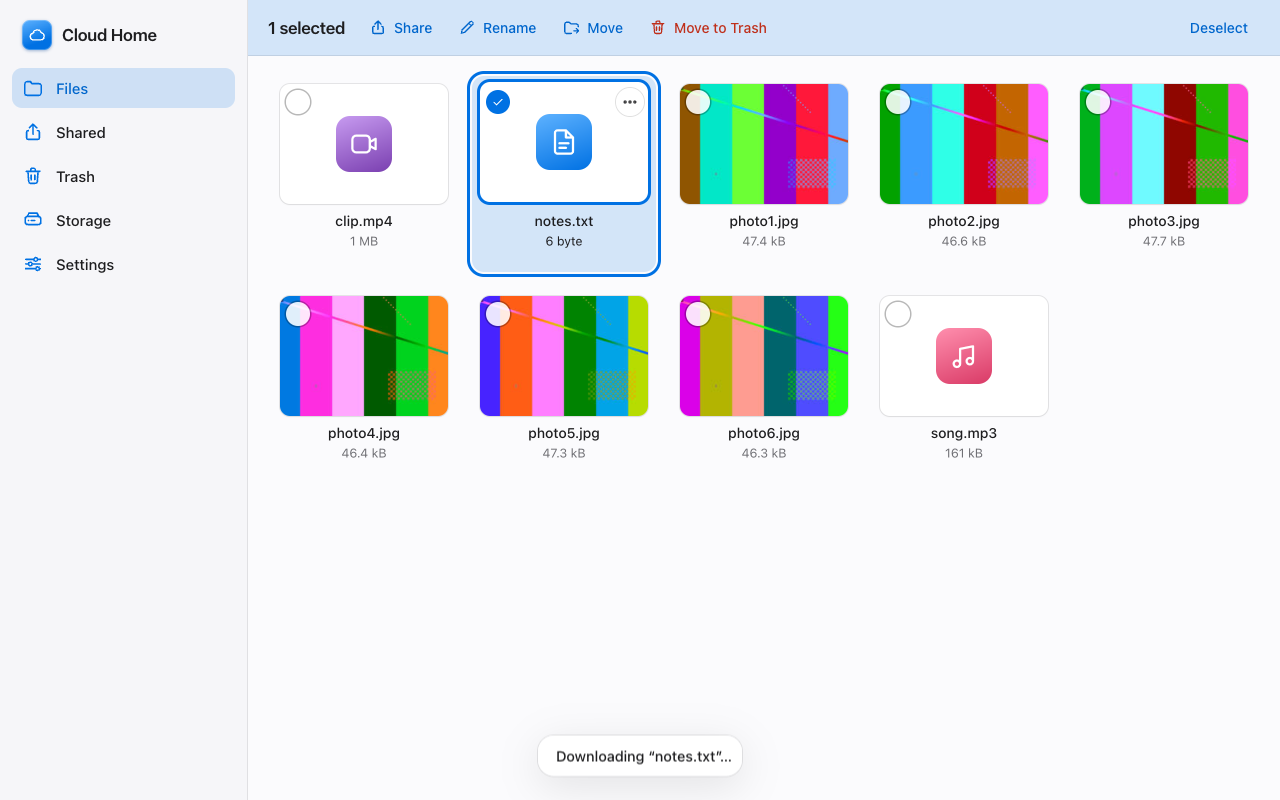 Cloud Home
Files
Shared
Trash
Storage
Settings
1 selected
Share
Rename
Move
Move to Trash
Deselect
clip.mp4
1 MB
notes.txt
6 byte
photo1.jpg
47.4 kB
photo2.jpg
46.6 kB
photo3.jpg
47.7 kB
photo4.jpg
46.4 kB
photo5.jpg
47.3 kB
photo6.jpg
46.3 kB
song.mp3
161 kB
Downloading “notes.txt”…